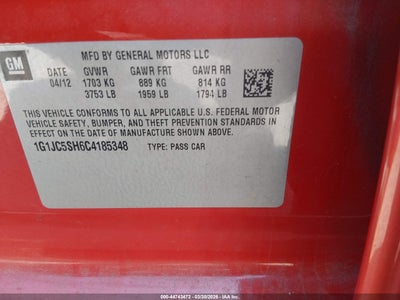 GM
MFD BY GENERAL MOTORS LLC
DATE GVWR GAWR FRT GAWR RR
04/12 1703 KG 889 KG 814 KG
3753 LB 1959 LB 1794 LB
THIS VEHICLE CONFORMS TO ALL APPLICABLE U.S. FEDERAL MOTOR
VEHICLE SAFETY, BUMPER, AND THEFT PREVENTION STANDARDS
IN EFFECT ON THE DATE OF MANUFACTURE SHOWN ABOVE.
1G1JC5SH6C4185348 TYPE: PASS CAR
OWNER: 44743473 - 03/30/2026 - IAA, INC.